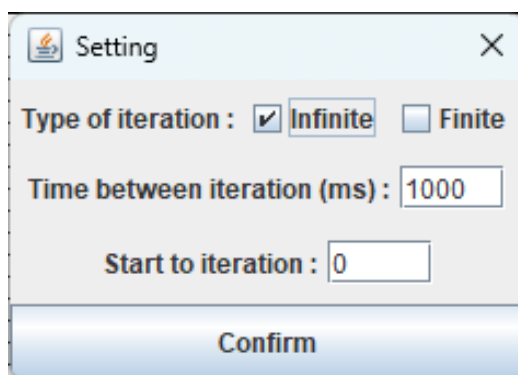 Setting
Type of iteration : Infinite Finite
Time between iteration (ms) : 1000
Start to iteration : 0
Confirm